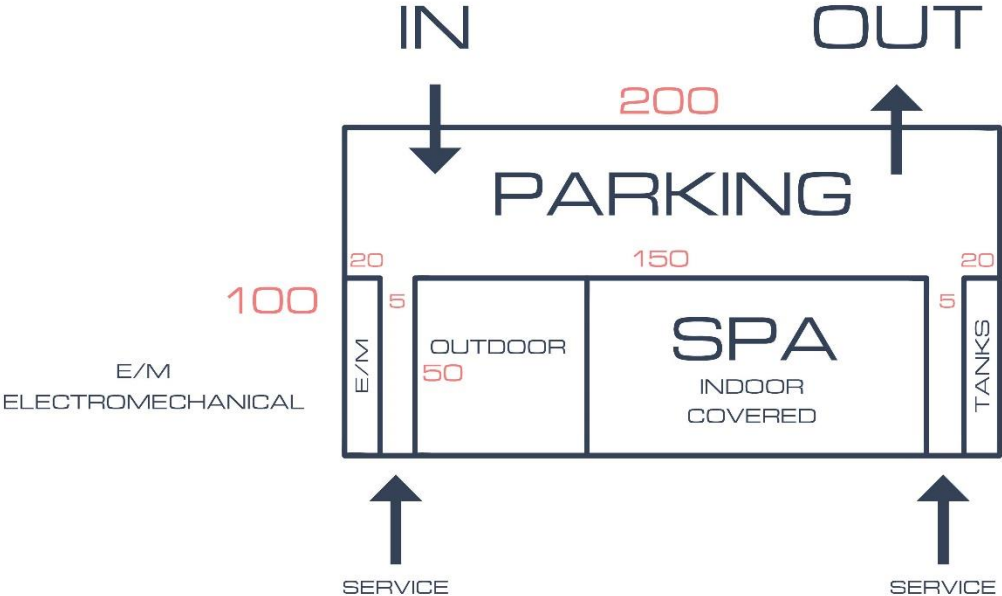 IN
OUT
200
PARKING
20
150
20
100
5
5
E/M
OUTDOOR
50
SPA
INDOOR
COVERED
TANKS
E/M
ELECTROMECHANICAL
SERVICE
SERVICE